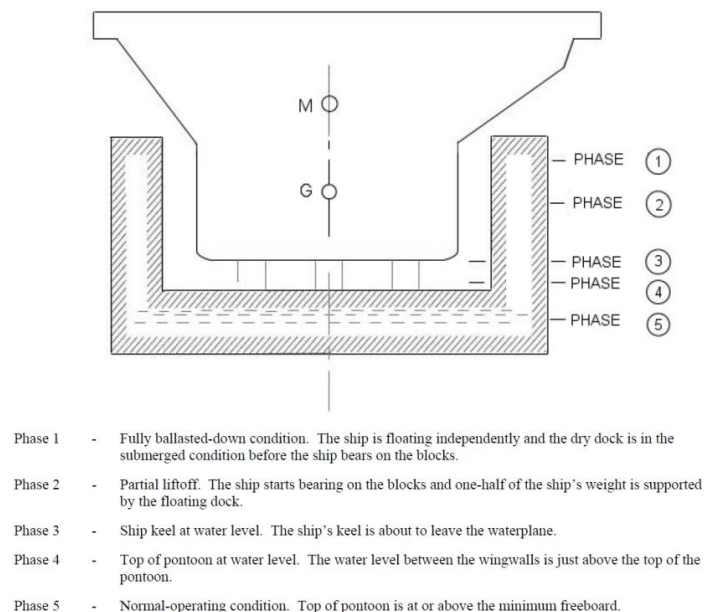 M
G
PHASE 1
PHASE 2
PHASE 3
PHASE 4
PHASE 5
Phase 1 - Fully ballasted-down condition. The ship is floating independently and the dry dock is in the
submerged condition before the ship bears on the blocks.
Phase 2 - Partial liftoff. The ship starts bearing on the blocks and one-half of the ship's weight is supported
by the floating dock.
Phase 3 - Ship keel at water level. The ship's keel is about to leave the waterplane.
Phase 4 - Top of pontoon at water level. The water level between the wingwalls is just above the top of the
pontoon.
Phase 5 - Normal-operating condition. Top of pontoon is at or above the minimum freeboard.